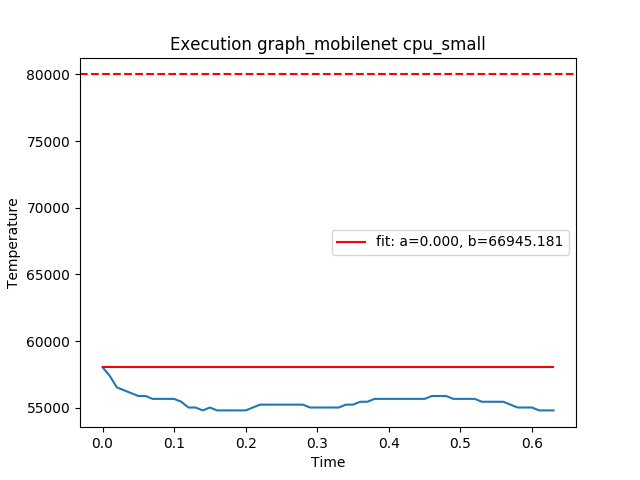 Execution graph_mobilenet cpu_small
80000
75000
70000
65000
60000
55000
Temperature
fit: a=0.000, b=66945.181
0.0 0.1 0.2 0.3 0.4 0.5 0.6
Time